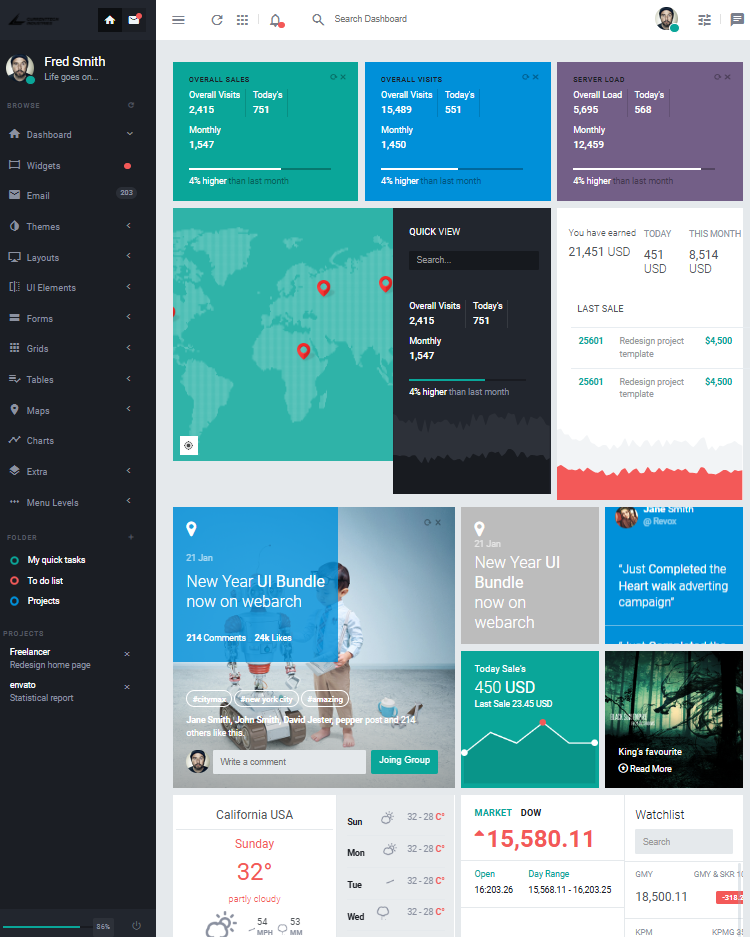 Search Dashboard
Fred Smith
Life goes on...
BROWSE
Dashboard
Widgets
Email
203
Themes
Layouts
UI Elements
Forms
Grids
Tables
Maps
Charts
Extra
Menu Levels
FOLDER
My quick tasks
To do list
Projects
PROJECTS
Freelancer
Redesign home page
envato
Statistical report
86%
OVERALL SALES
Overall Visits Today's
2,415 751
Monthly
1,547
4% higher than last month
OVERALL VISITS
Overall Visits Today's
15,489 551
Monthly
1,450
4% higher than last month
SERVER LOAD
Overall Load Today's
5,695 568
Monthly
12,459
4% higher than last month
QUICK VIEW
Search...
Overall Visits Today's
2,415 751
Monthly
1,547
4% higher than last month
You have earned TODAY THIS MONTH
21,451 USD 451 USD 8,514 USD
LAST SALE
25601 Redesign project template $4,500
25601 Redesign project template $4,500
21 Jan
New Year UI Bundle
now on webarch
214 Comments 24k Likes
#citymax #new york city #amazing
Jane Smith, John Smith, David Jester, pepper post and 214
others like this.
Write a comment
Joing Group
21 Jan
New Year UI
Bundle
now on
webarch
Jane Smith
@ Revox
"Just Completed the
Heart walk adverting
campaign"
"Just Completed the
Today Sale's
450 USD
Last Sale 23.45 USD
King's favourite
Read More
California USA
Sunday
32°
partly cloudy
54 MPH 53 MM
Sun 32 - 28 C°
Mon 32 - 28 C°
Tue 32 - 28 C°
Wed 32 - 28 C°
MARKET DOW
15,580.11
Open Day Range
16:203.26 15,568.11 - 16,203.25
Watchlist
Search
GMY GMY & SKR
18,500.11 -318.2
KPM KPMG